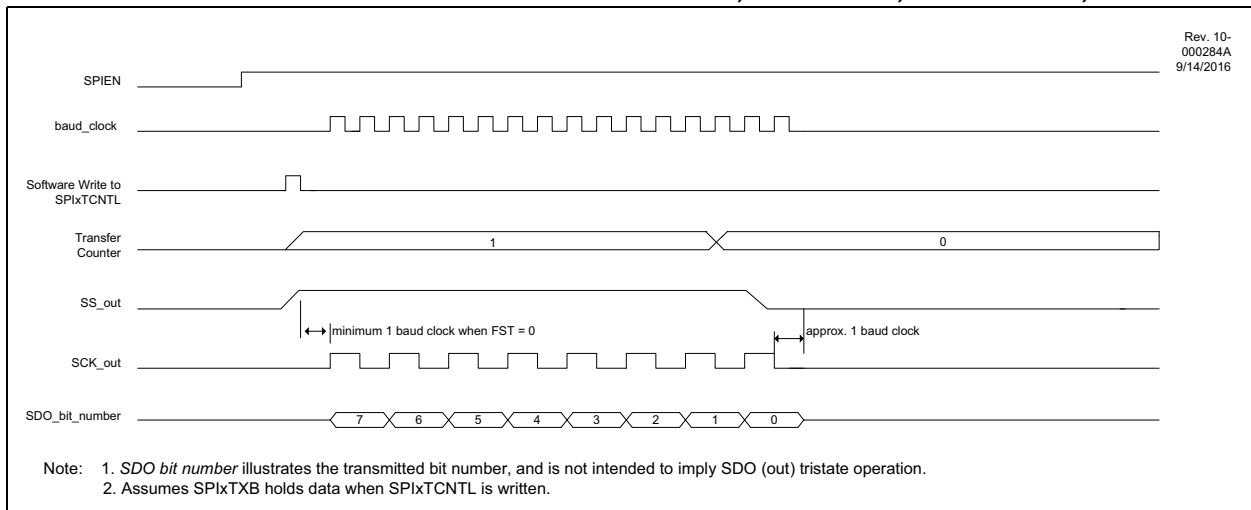 Rev. 10-
000284A
9/14/2016
SPIEN
baud_clock
Software Write to
SPIxTCNTL
Transfer
Counter
1
0
SS_out
minimum 1 baud clock when FST = 0
approx. 1 baud clock
SCK_out
SDO_bit_number
7 6 5 4 3 2 1 0
Note: 1. SDO bit number illustrates the transmitted bit number, and is not intended to imply SDO (out) tristate operation.
2. Assumes SPIxTXB holds data when SPIxTCNTL is written.